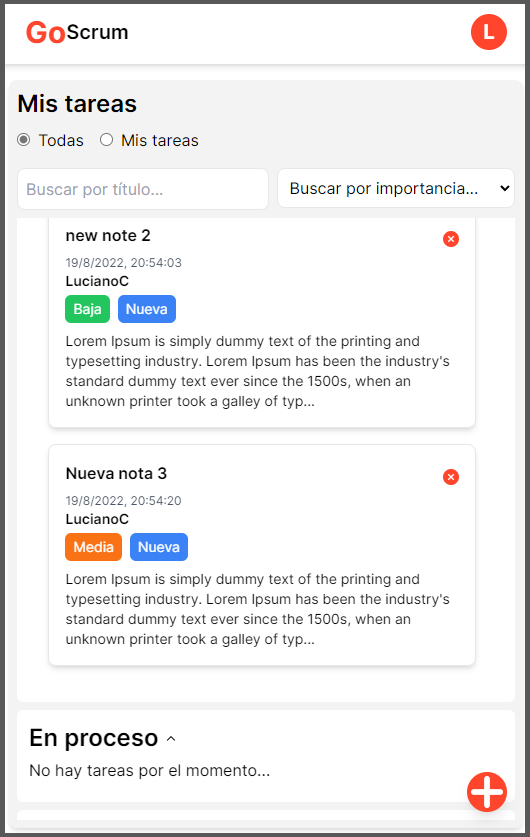 GoScrum
L
Mis tareas
Todas
Mis tareas
Buscar por título...
Buscar por importancia...
new note 2
19/8/2022, 20:54:03
LucianoC
Baja
Nueva
Lorem Ipsum is simply dummy text of the printing and
typesetting industry. Lorem Ipsum has been the industry's
standard dummy text ever since the 1500s, when an
unknown printer took a galley of typ...
Nueva nota 3
19/8/2022, 20:54:20
LucianoC
Media
Nueva
Lorem Ipsum is simply dummy text of the printing and
typesetting industry. Lorem Ipsum has been the industry's
standard dummy text ever since the 1500s, when an
unknown printer took a galley of typ...
En proceso
No hay tareas por el momento...